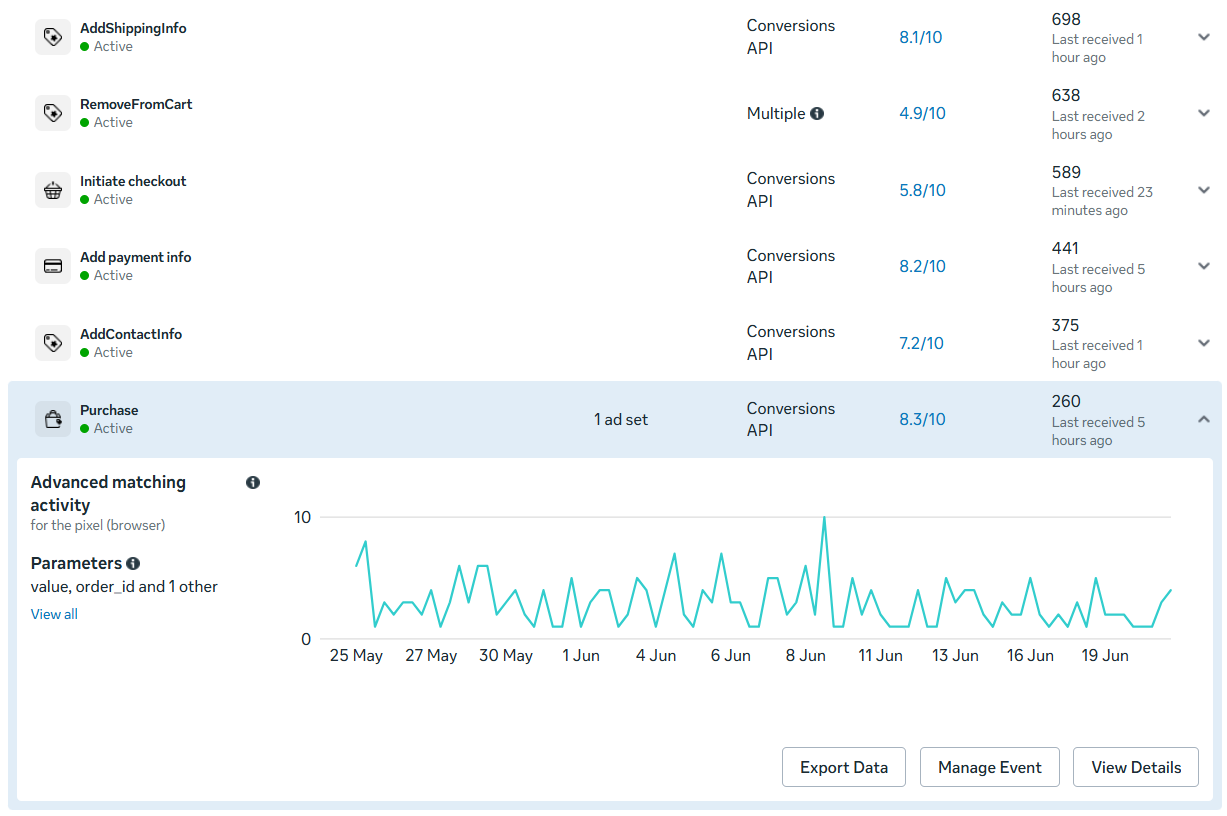 AddShippingInfo
Active
Conversions
API
8.1/10
698
Last received 1
hour ago
RemoveFromCart
Active
Multiple
4.9/10
638
Last received 2
hours ago
Initiate checkout
Active
Conversions
API
5.8/10
589
Last received 23
minutes ago
Add payment info
Active
Conversions
API
8.2/10
441
Last received 5
hours ago
AddContactInfo
Active
Conversions
API
7.2/10
375
Last received 1
hour ago
Purchase
Active
1 ad set
Conversions
API
8.3/10
260
Last received 5
hours ago
Advanced matching
activity
for the pixel (browser)
Parameters
value, order_id and 1 other
View all
10
0
25 May 27 May 30 May 1 Jun 4 Jun 6 Jun 8 Jun 11 Jun 13 Jun 16 Jun 19 Jun
Export Data
Manage Event
View Details